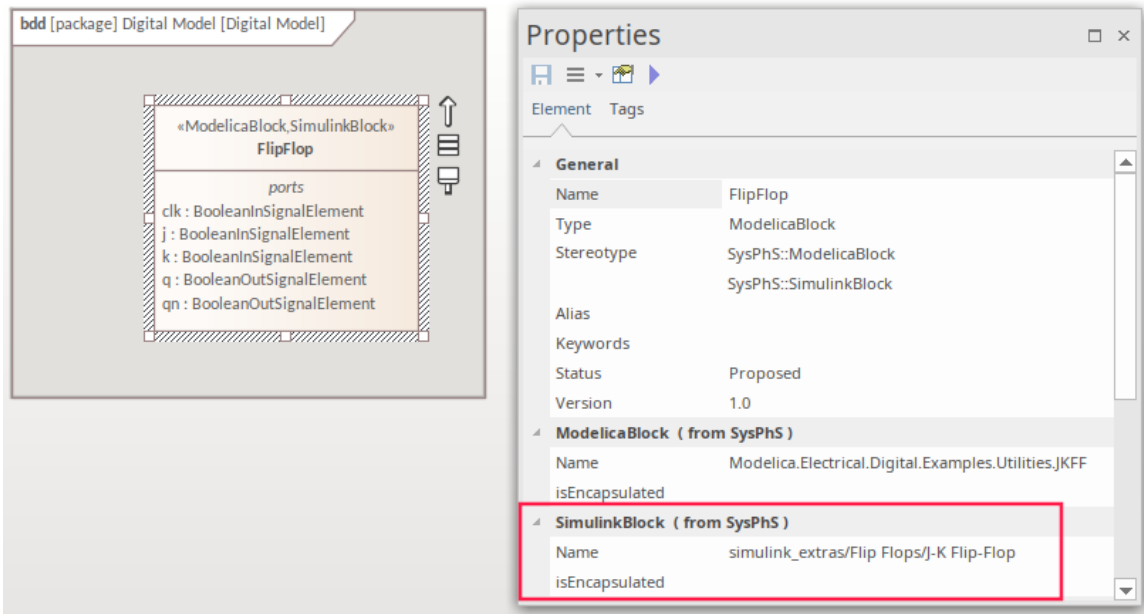 bdd [package] Digital Model [Digital Model]
«ModelicaBlock,SimulinkBlock»
FlipFlop
ports
clk : BooleanInSignalElement
j : BooleanInSignalElement
k : BooleanInSignalElement
q : BooleanOutSignalElement
qn : BooleanOutSignalElement
Properties
Element Tags
General
Name FlipFlop
Type ModelicaBlock
Stereotype SysPhS::ModelicaBlock
SysPhS::SimulinkBlock
Alias
Keywords
Status Proposed
Version 1.0
ModelicaBlock ( from SysPhS )
Name Modelica.Electrical.Digital.Examples.Utilities.JKFF
isEncapsulated
SimulinkBlock ( from SysPhS )
Name simulink_extras/Flip Flops/J-K Flip-Flop
isEncapsulated